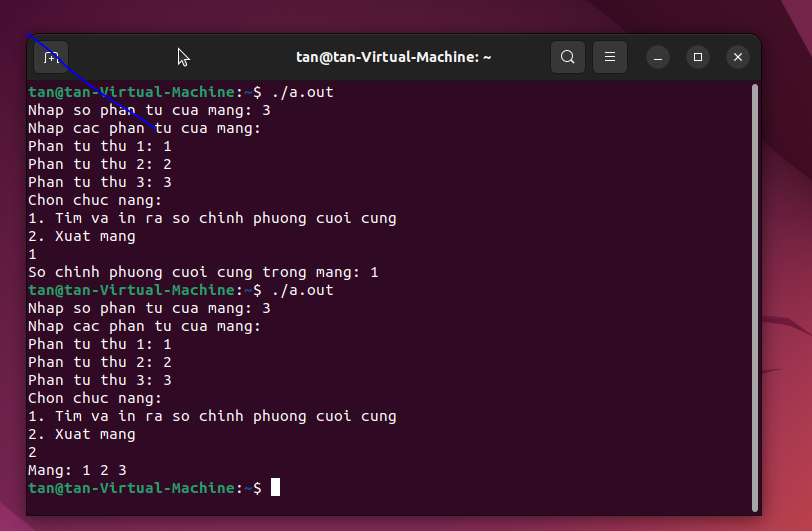 tan@tan-Virtual-Machine: ~
tan@tan-Virtual-Machine:~$ ./a.out
Nhap so phan tu cua mang: 3
Nhap cac phan tu cua mang:
Phan tu thu 1: 1
Phan tu thu 2: 2
Phan tu thu 3: 3
Chon chuc nang:
1. Tim va in ra so chinh phuong cuoi cung
2. Xuat mang
1
So chinh phuong cuoi cung trong mang: 1
tan@tan-Virtual-Machine:~$ ./a.out
Nhap so phan tu cua mang: 3
Nhap cac phan tu cua mang:
Phan tu thu 1: 1
Phan tu thu 2: 2
Phan tu thu 3: 3
Chon chuc nang:
1. Tim va in ra so chinh phuong cuoi cung
2. Xuat mang
2
Mang: 1 2 3
tan@tan-Virtual-Machine:~$